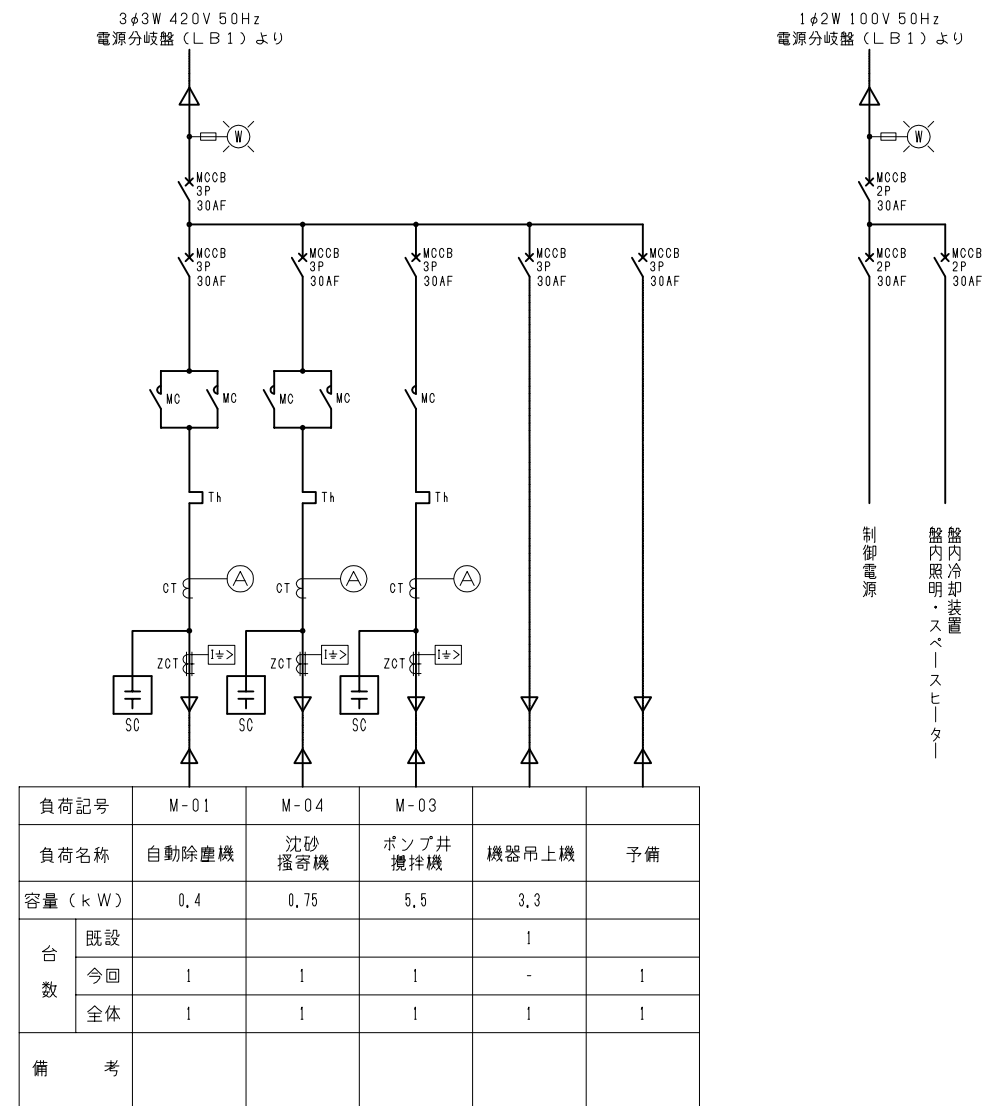 3φ3W 420V 50Hz
電源分岐盤（ＬＢ１）より
1φ2W 100V 50Hz
電源分岐盤（ＬＢ１）より
W
W
MCCB
3P
30AF
MCCB
2P
30AF
MCCB
3P
30AF
MCCB
3P
30AF
MCCB
3P
30AF
MCCB
3P
30AF
MCCB
3P
30AF
MCCB
2P
30AF
MCCB
2P
30AF
MC
MC
MC
MC
MC
Th
Th
Th
CT
A
CT
A
CT
A
ZCT
I⏚>
ZCT
I⏚>
ZCT
I⏚>
SC
SC
SC
制御電源
盤内冷却装置
盤内照明・スペースヒーター
負荷記号 M-01 M-04 M-03
負荷名称 自動除塵機 沈砂 ポンプ井 機器吊上機 予備
掻寄機 攪拌機
容量（ｋＷ） 0.4 0.75 5.5 3.3
台数
既設 1
今回 1 1 1 - 1
全体 1 1 1 1 1
備考